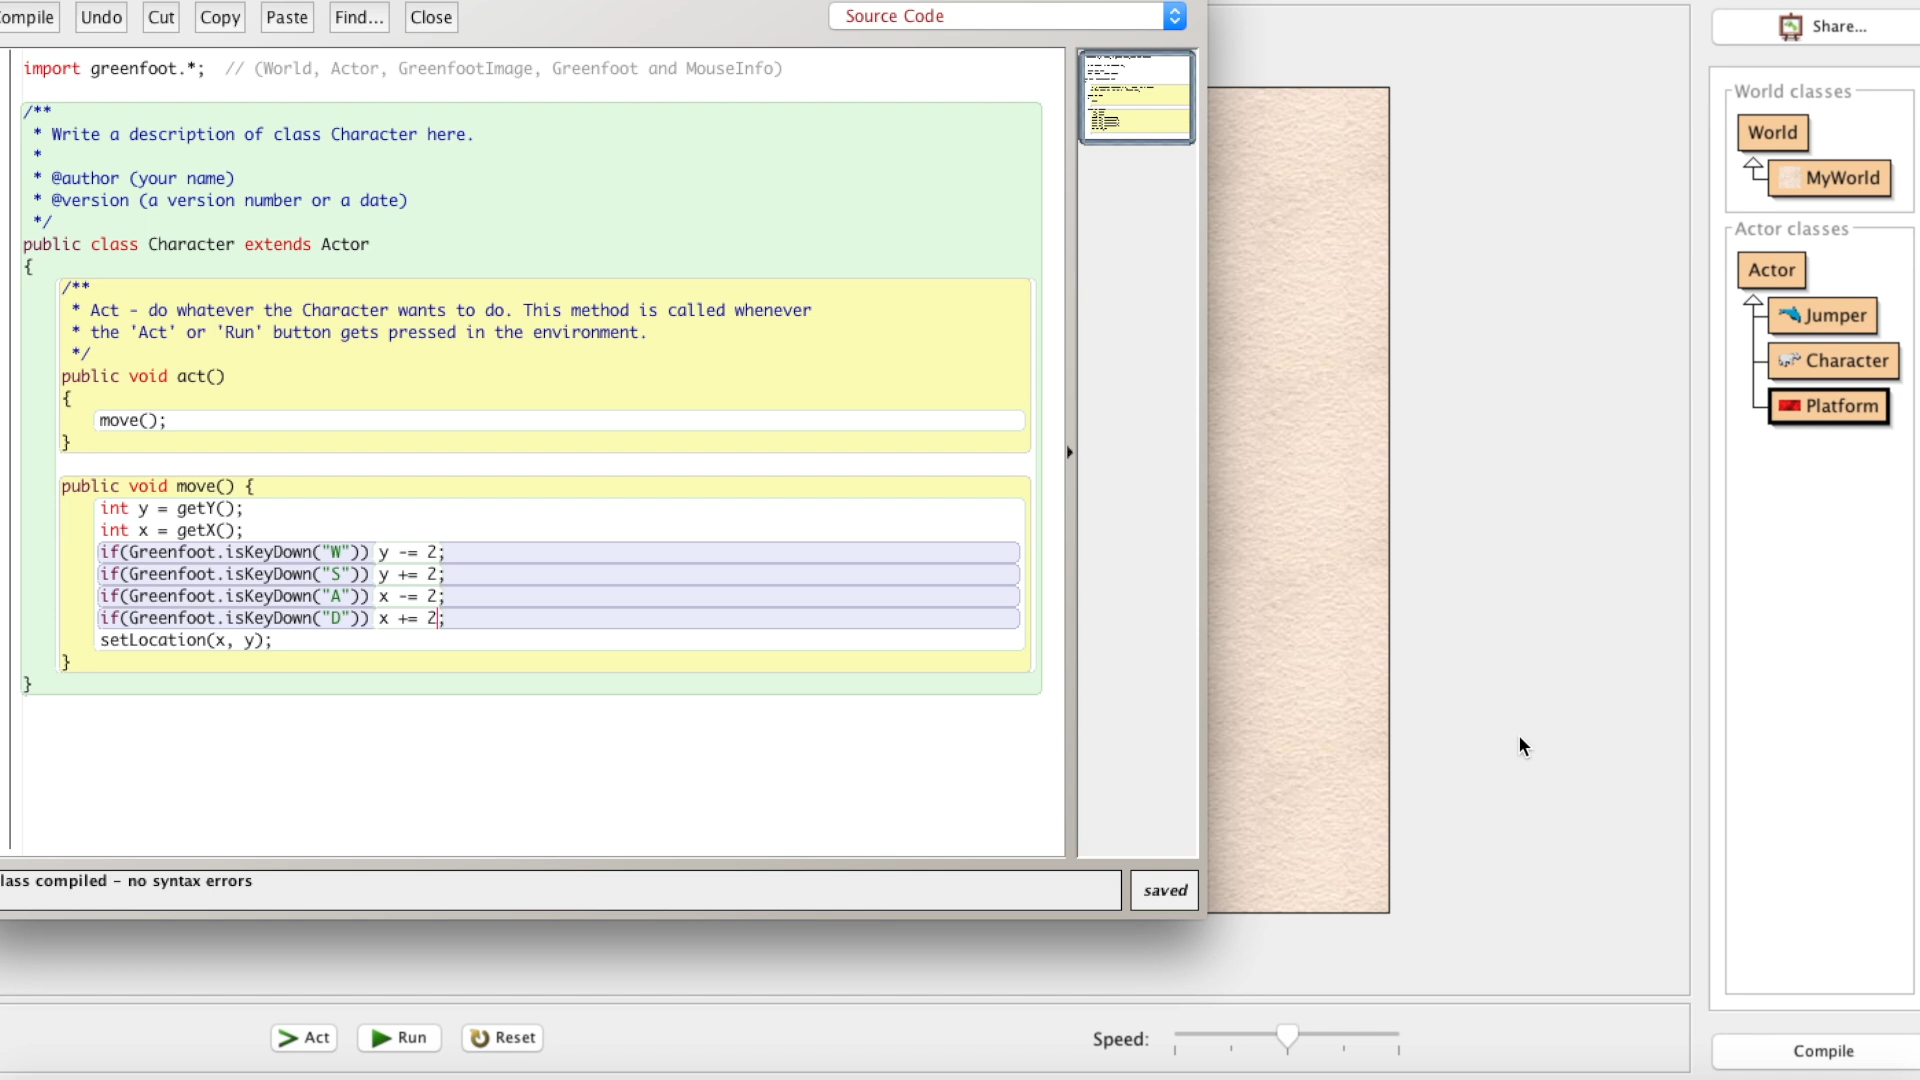 ompile Undo Cut Copy Paste Find... Close Source Code
Share...
import greenfoot.*;  // (World, Actor, GreenfootImage, Greenfoot and MouseInfo)
/**
 * Write a description of class Character here.
 *
 * @author (your name)
 * @version (a version number or a date)
 */
public class Character extends Actor
{
    /**
     * Act - do whatever the Character wants to do. This method is called whenever
     * the 'Act' or 'Run' button gets pressed in the environment.
     */
    public void act()
    {
        move();
    }
    public void move() {
        int y = getY();
        int x = getX();
        if(Greenfoot.isKeyDown("W")) y -= 2;
        if(Greenfoot.isKeyDown("S")) y += 2;
        if(Greenfoot.isKeyDown("A")) x -= 2;
        if(Greenfoot.isKeyDown("D")) x += 2;
        setLocation(x, y);
    }
}
lass compiled - no syntax errors
saved
World classes
World
MyWorld
Actor classes
Actor
Jumper
Character
Platform
Act Run Reset Speed:
Compile